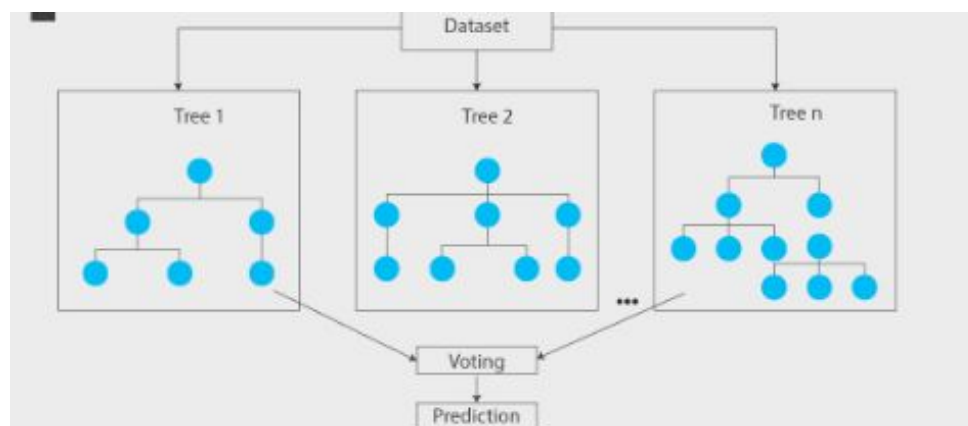 Dataset
Tree 1
Tree 2
Tree n
...
Voting
Prediction